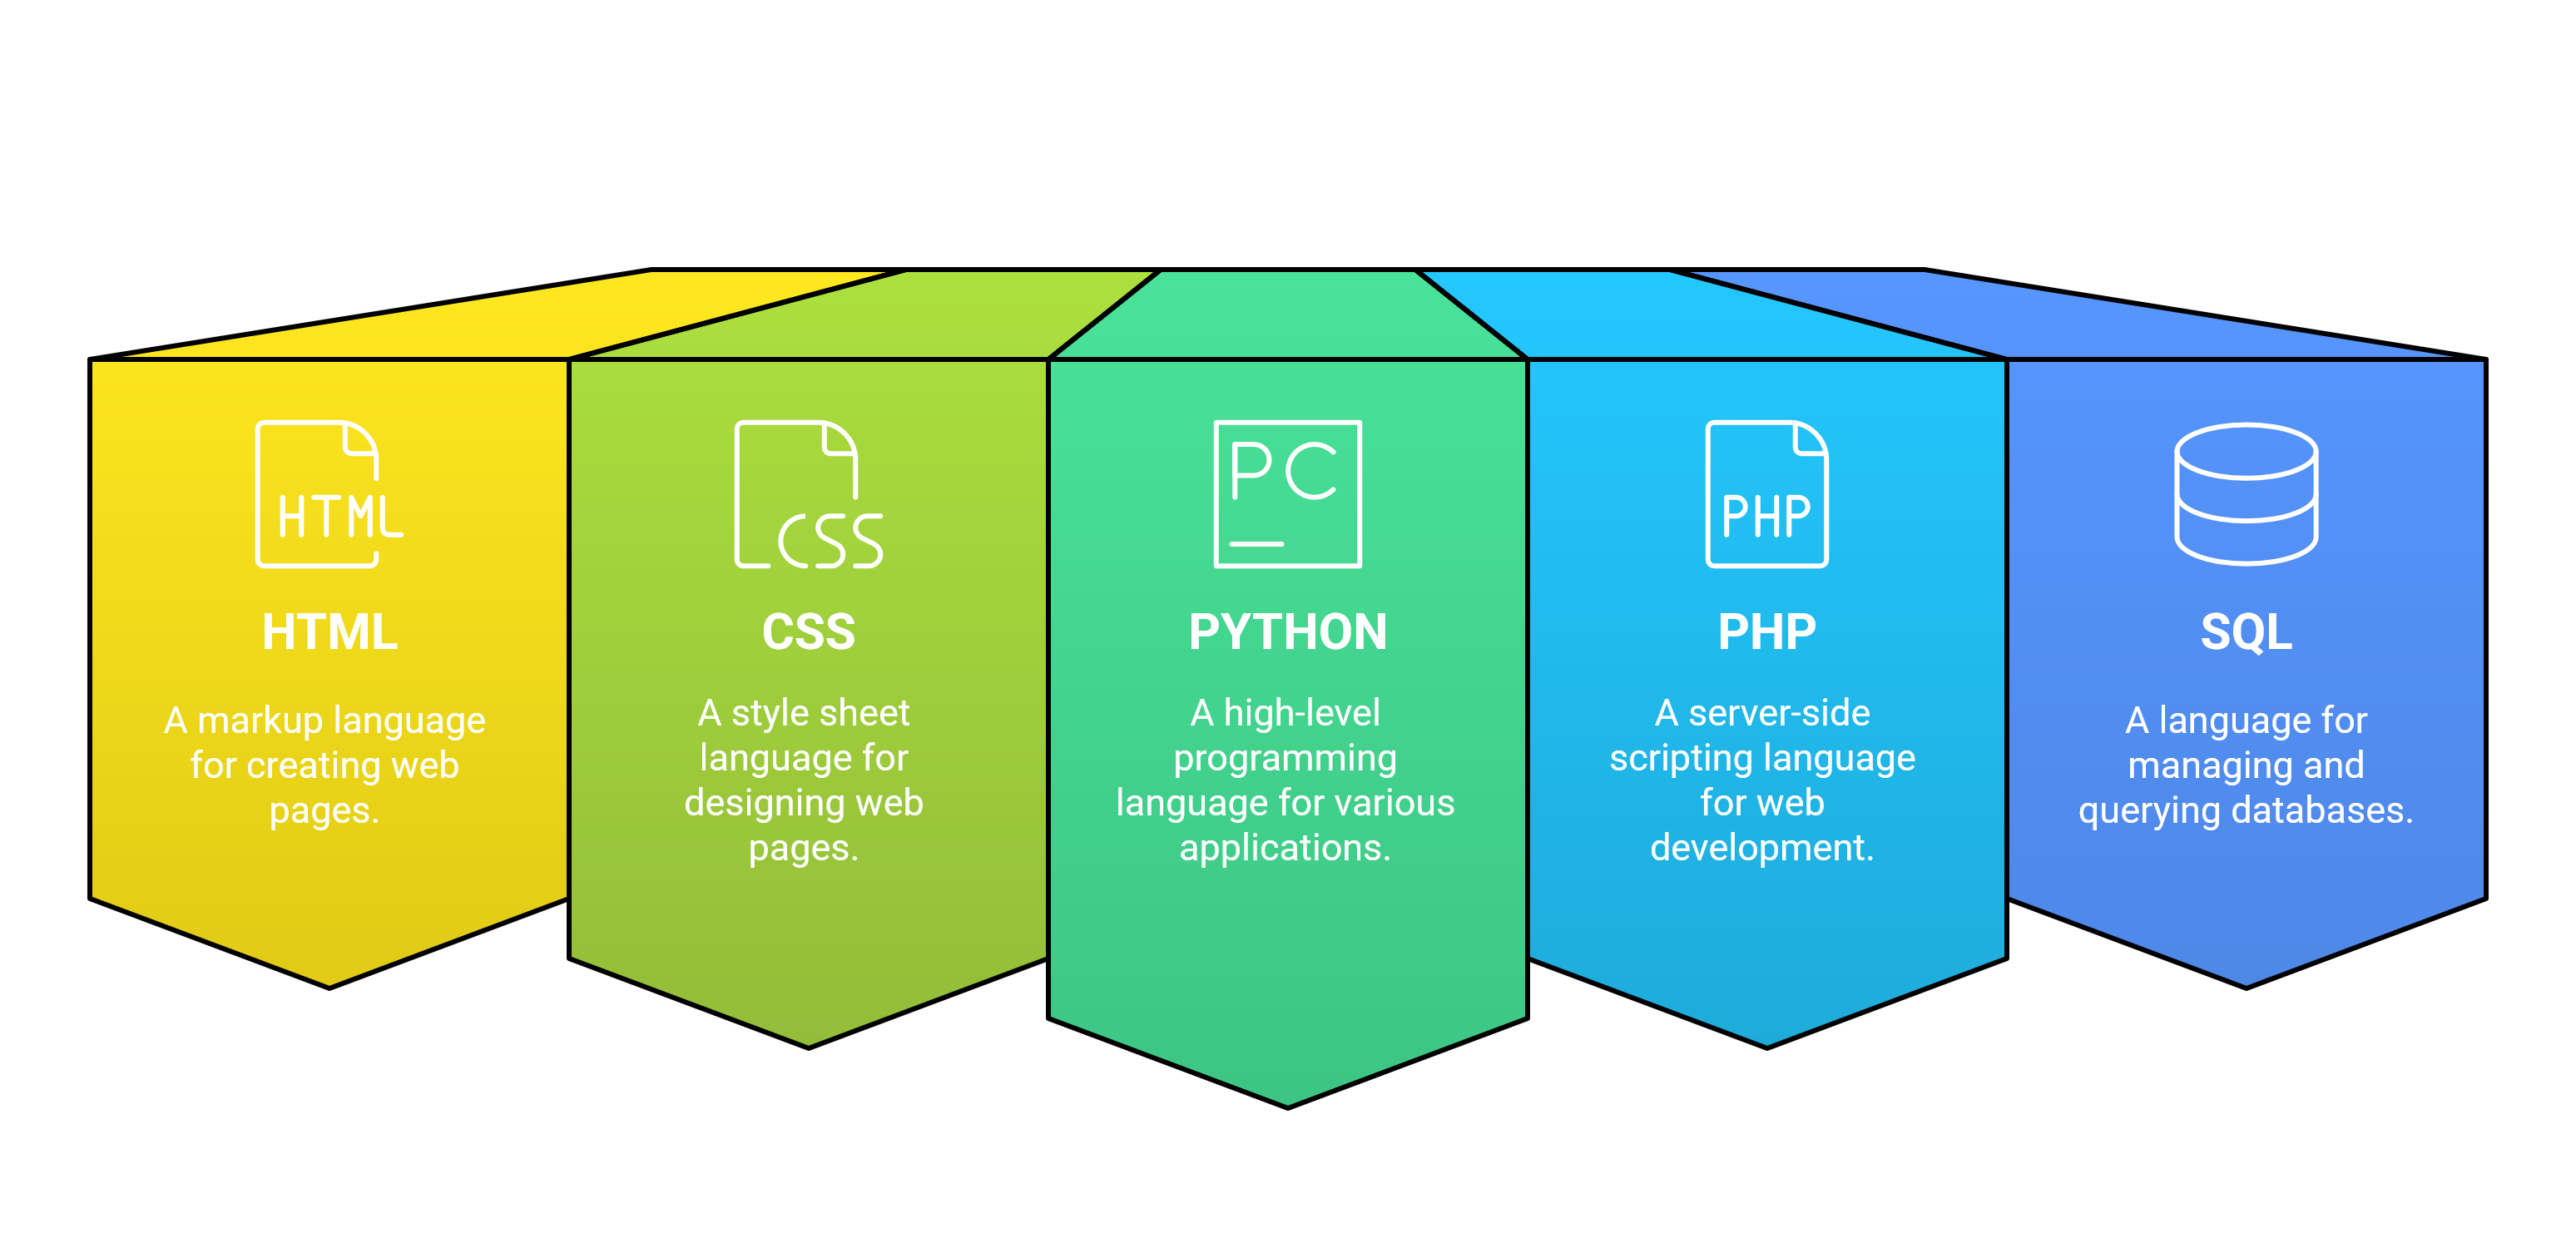 HTML
HTML
A markup language
for creating web
pages.
CSS
CSS
A style sheet
language for
designing web
pages.
PC
PYTHON
A high-level
programming
language for various
applications.
PHP
PHP
A server-side
scripting language
for web
development.
SQL
A language for
managing and
querying databases.